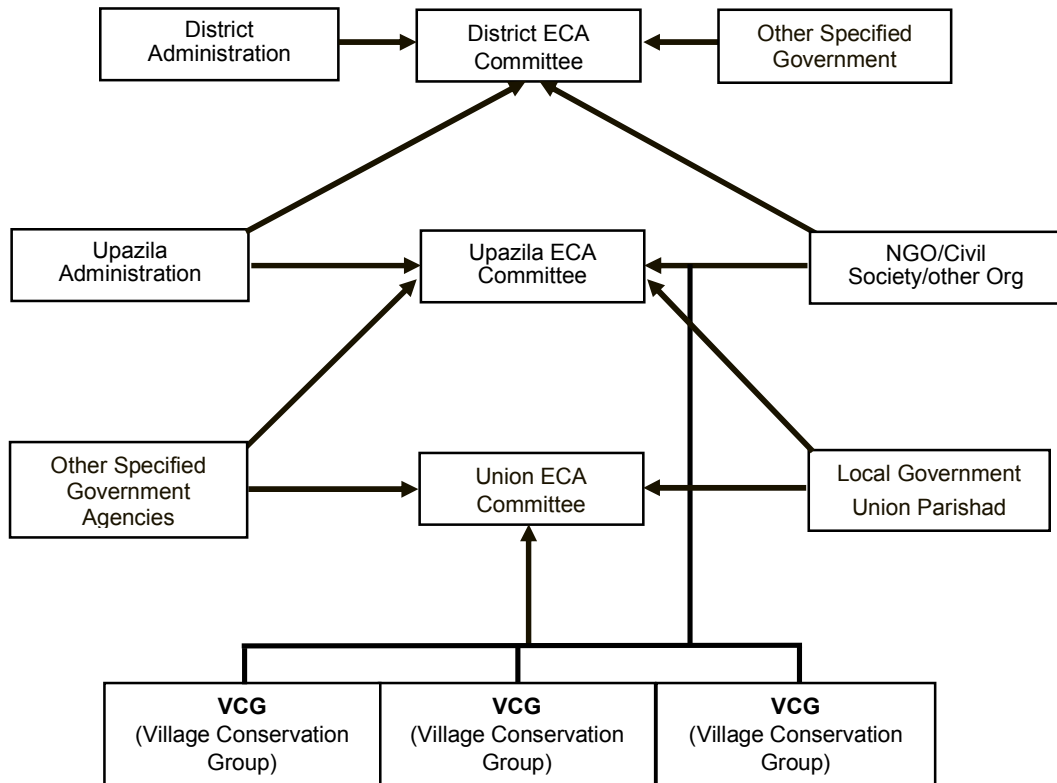 District
Administration
District ECA
Committee
Other Specified
Government
Upazila
Administration
Upazila ECA
Committee
NGO/Civil
Society/other Org
Other Specified
Government
Agencies
Union ECA
Committee
Local Government
Union Parishad
VCG
(Village Conservation
Group)
VCG
(Village Conservation
Group)
VCG
(Village Conservation
Group)